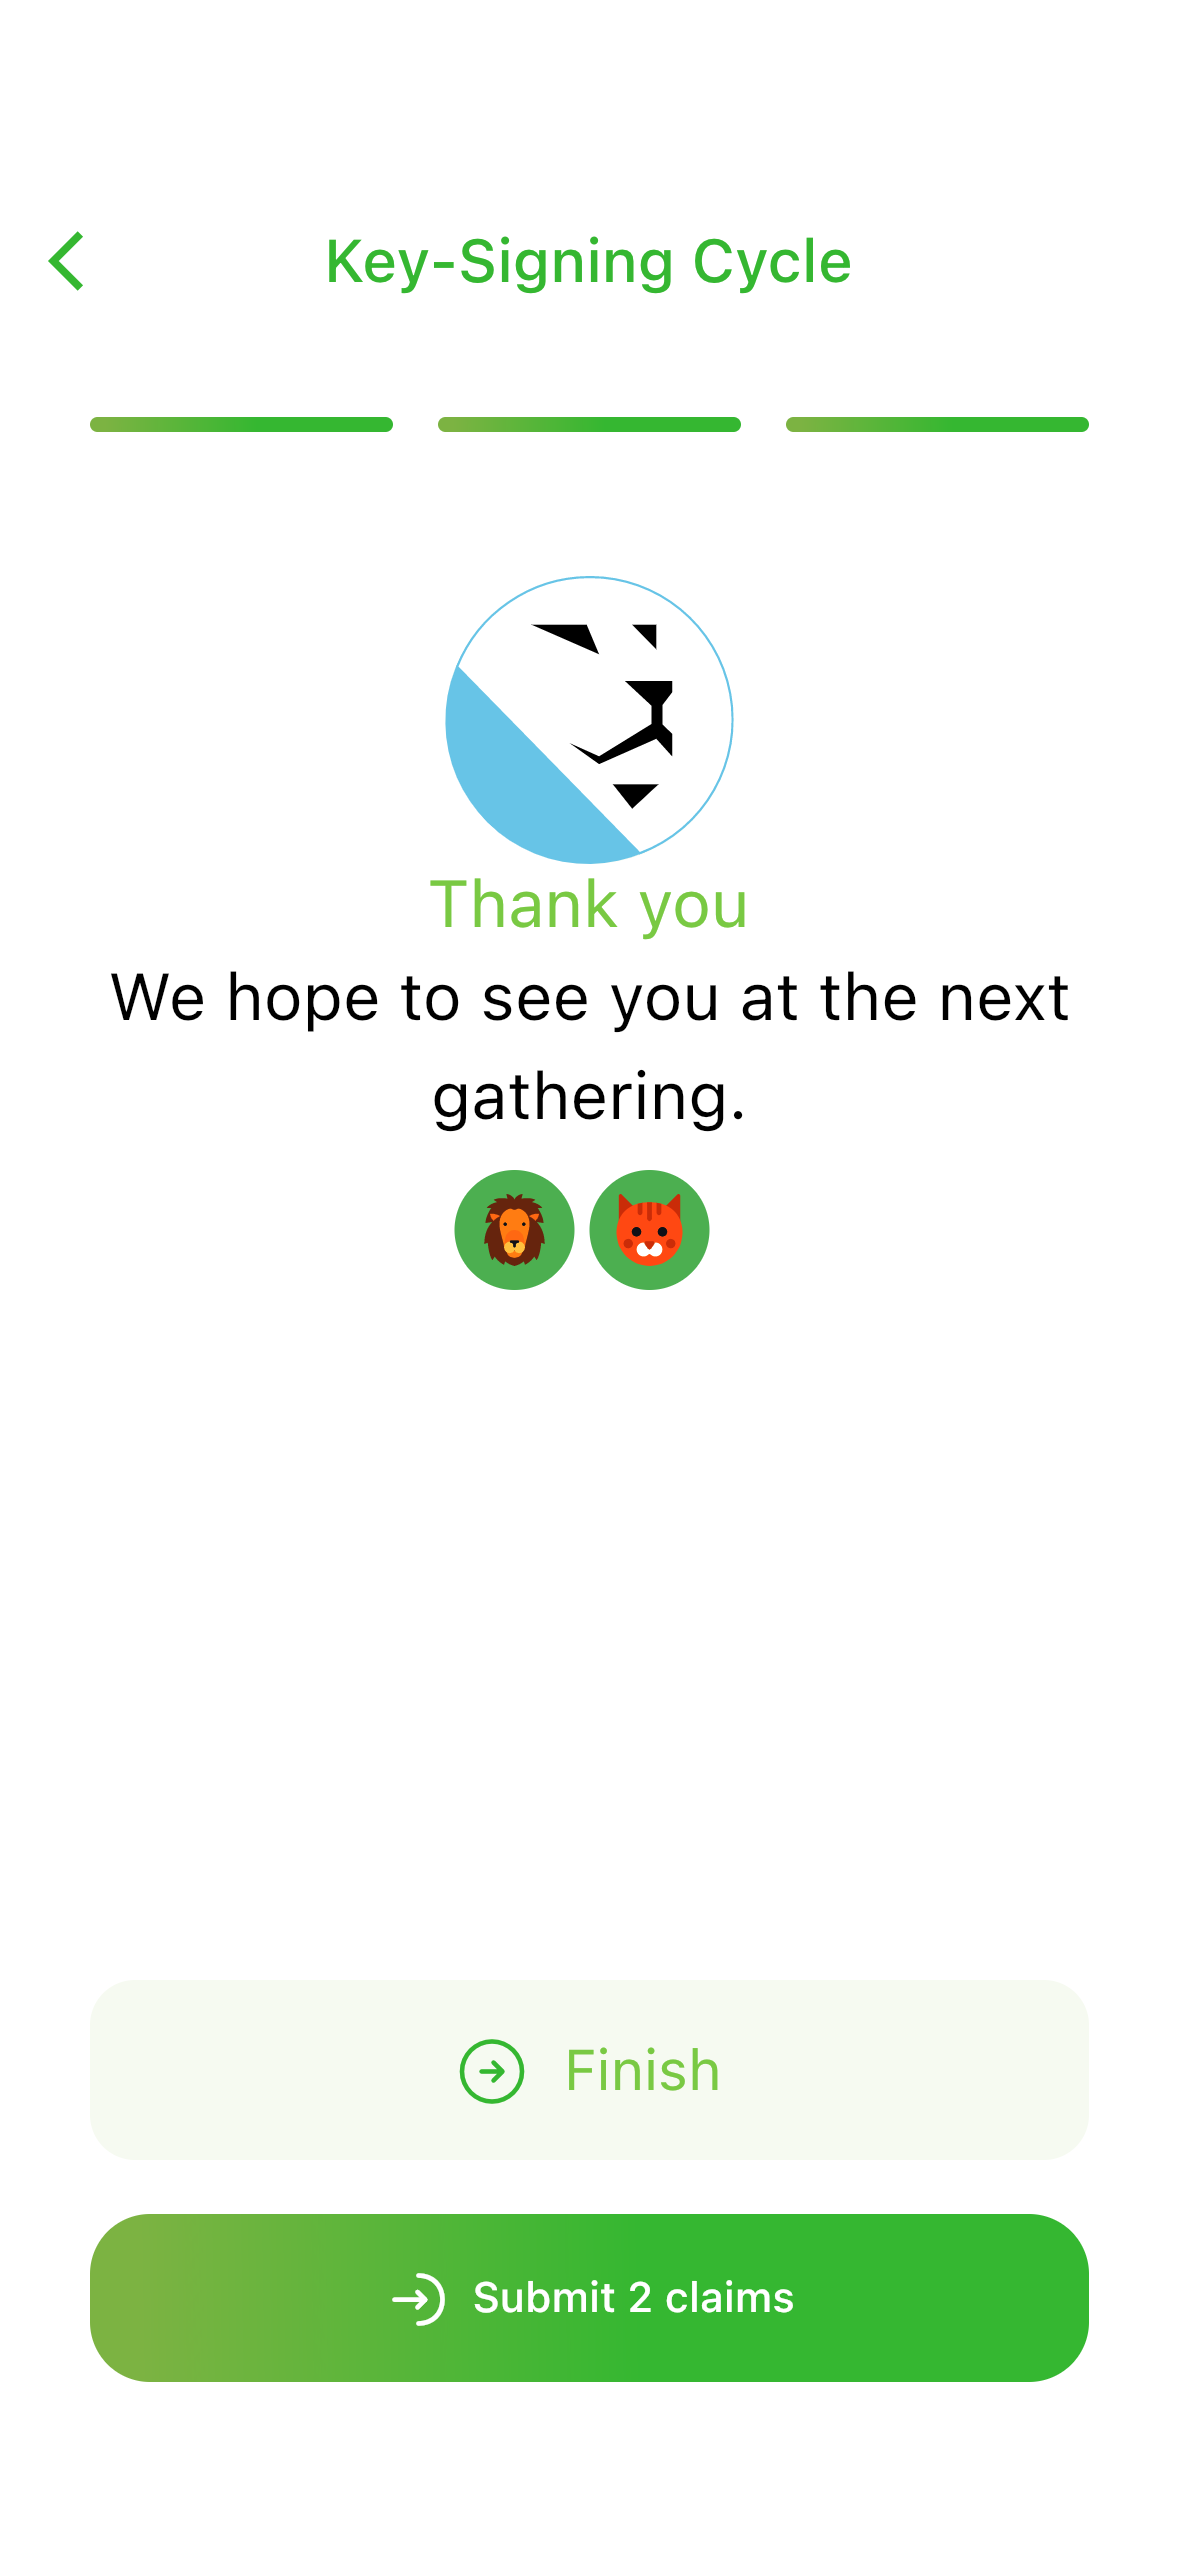 Key-Signing Cycle
Thank you
We hope to see you at the next
gathering.
Finish
Submit 2 claims